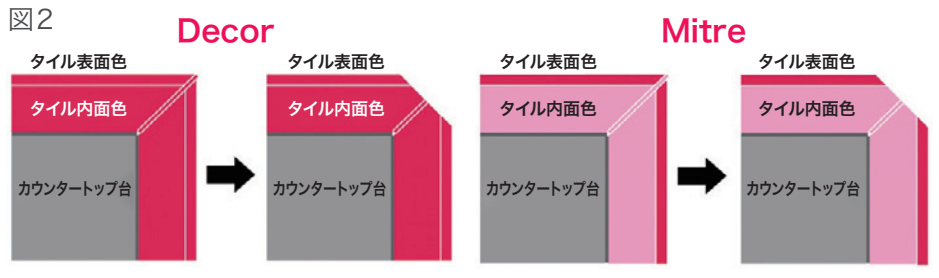 図2
Decor
Mitre
タイル表面色
タイル表面色
タイル表面色
タイル表面色
タイル内面色
タイル内面色
タイル内面色
タイル内面色
カウンタートップ台
カウンタートップ台
カウンタートップ台
カウンタートップ台